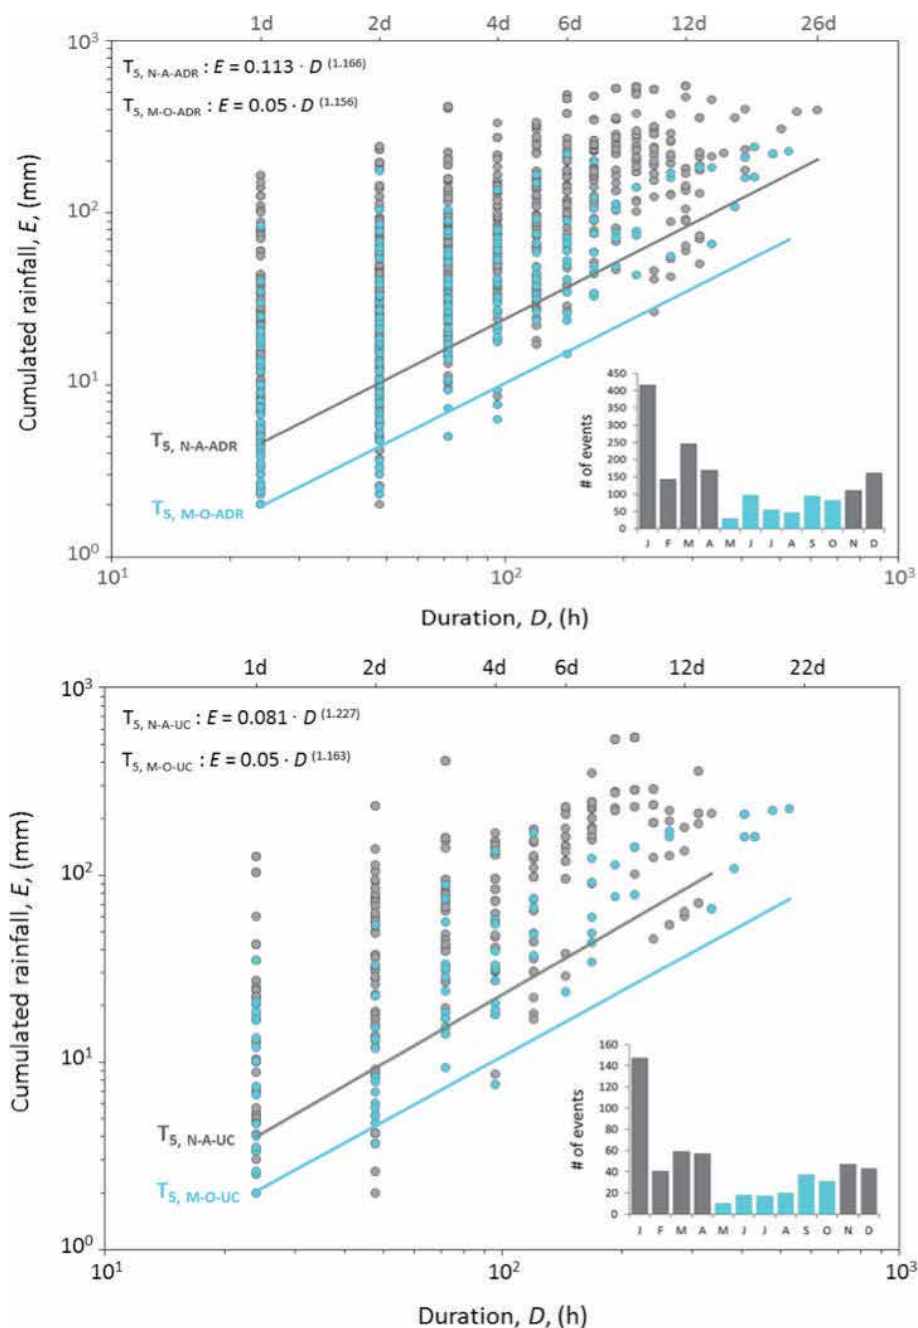 1d 2d 4d 6d 12d 26d
10³
T5, N-A-ADR : E = 0.113 · D (1.166)
T5, M-O-ADR : E = 0.05 · D (1.156)
10²
Cumulated rainfall, E, (mm)
10¹
T5, N-A-ADR
T5, M-O-ADR
10⁰
450
400
350
300
250
200
150
100
50
0
# of events
J F M A M J J A S O N D
10¹ 10² 10³
Duration, D, (h)
1d 2d 4d 6d 12d 22d
10³
T5, N-A-UC : E = 0.081 · D (1.227)
T5, M-O-UC : E = 0.05 · D (1.163)
10²
Cumulated rainfall, E, (mm)
10¹
T5, N-A-UC
T5, M-O-UC
10⁰
160
140
120
100
80
60
40
20
0
# of events
J F M A M J J A S O N D
10¹ 10² 10³
Duration, D, (h)